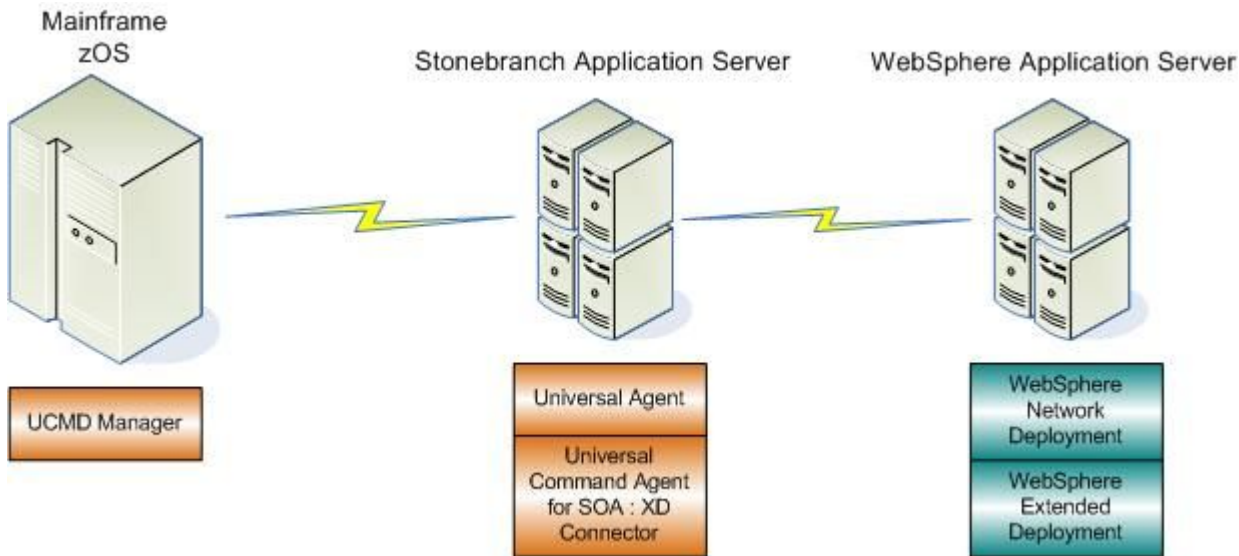 Mainframe
zOS
Stonebranch Application Server
WebSphere Application Server
UCMD Manager
Universal Agent
Universal
Command Agent
for SOA : XD
Connector
WebSphere
Network
Deployment
WebSphere
Extended
Deployment